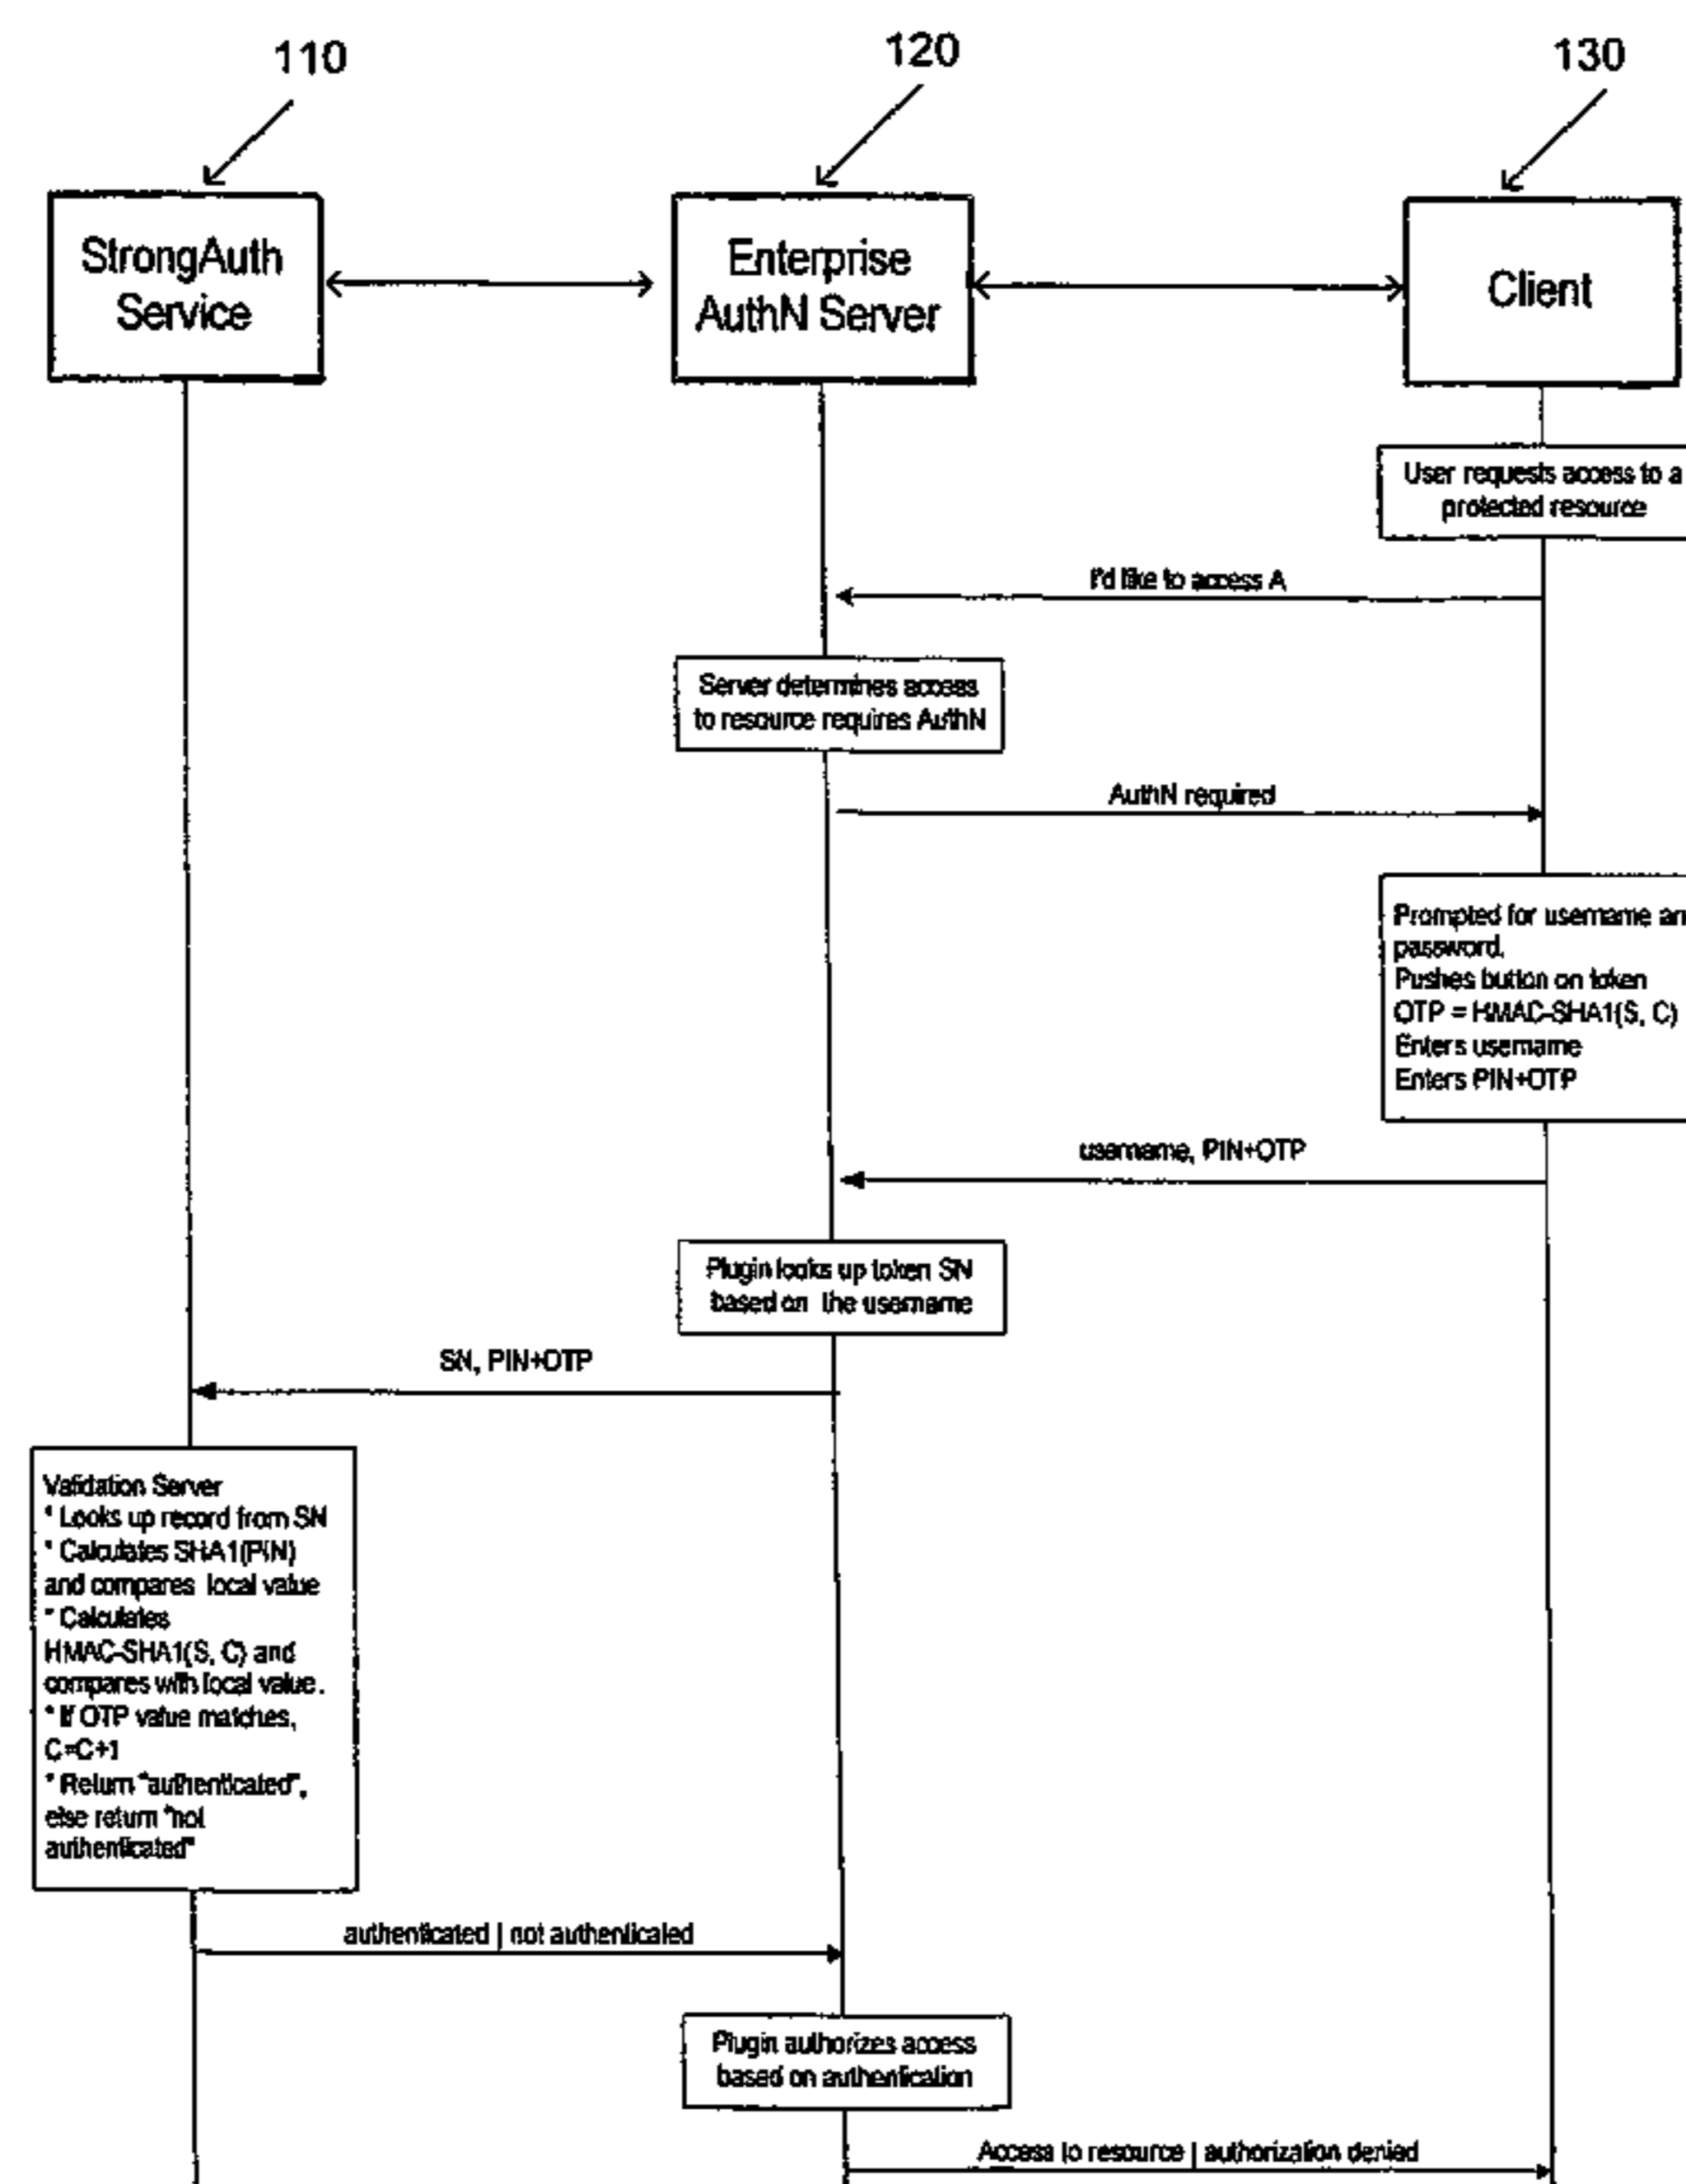 110
120
130
StrongAuth
Service
Enterprise
AuthN Server
Client
User requests access to a
protected resource
I'd like to access A
Server determines access
to resource requires AuthN
AuthN required
Prompted for username an
password.
Pushes button on token
OTP = HMAC-SHA1(S, C)
Enters username
Enters PIN+OTP
username, PIN+OTP
Plugin looks up token SN
based on the username
SN, PIN+OTP
Validation Server
* Looks up record from SN
* Calculates SHA1(PIN)
and compares local value
* Calculates
HMAC-SHA1(S, C) and
compares with local value.
* If OTP value matches,
C=C+1
* Return "authenticated",
else return "not
authenticated"
authenticated | not authenticated
Plugin authorizes access
based on authentication
Access to resource | authorization denied